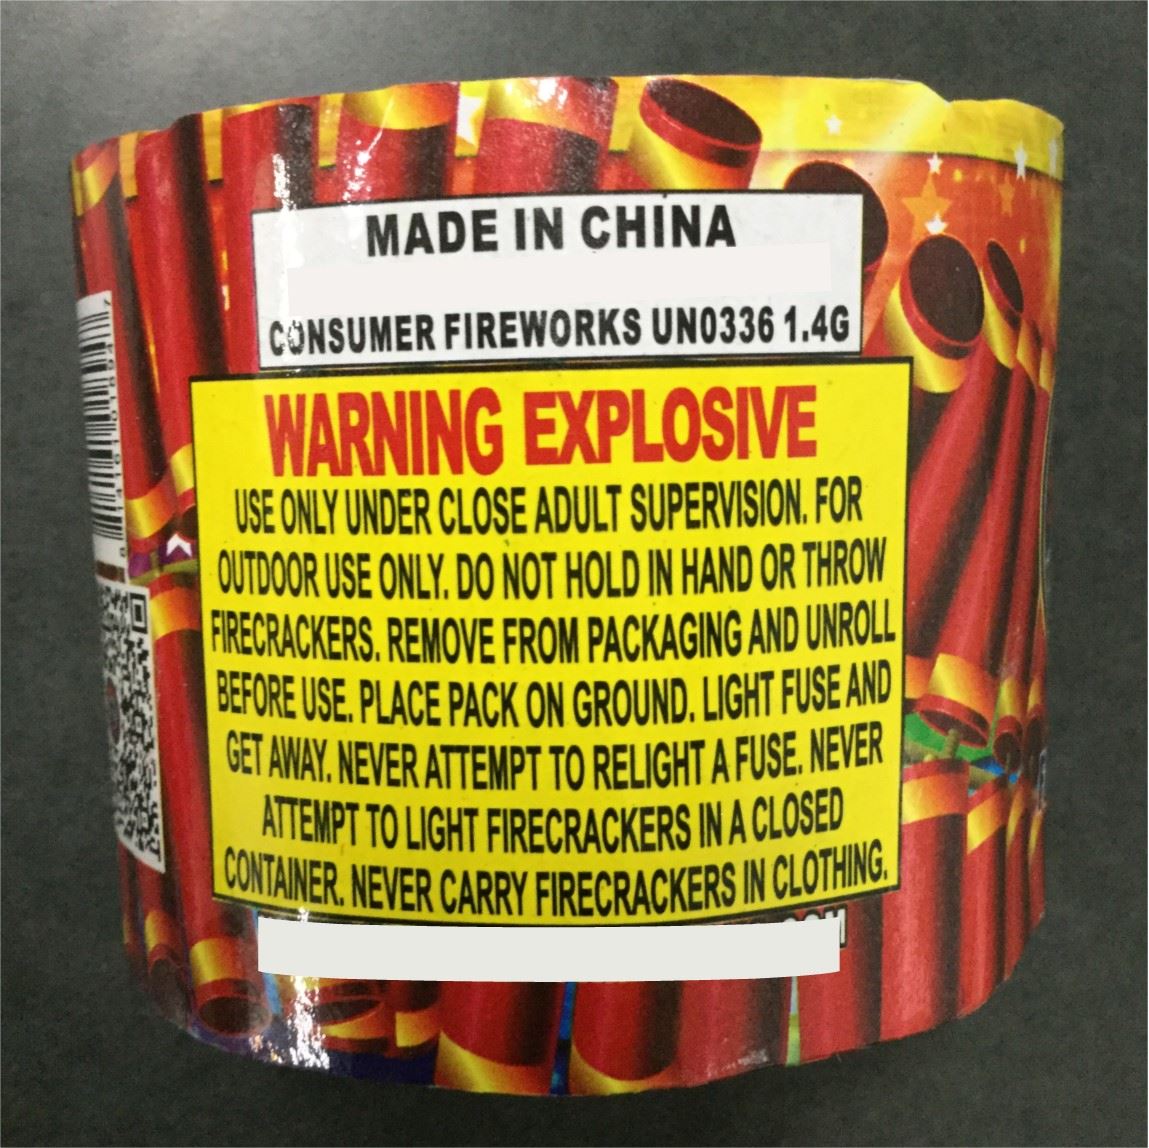 MADE IN CHINA
CONSUMER FIREWORKS UN0336 1.4G
WARNING EXPLOSIVE
USE ONLY UNDER CLOSE ADULT SUPERVISION. FOR
OUTDOOR USE ONLY. DO NOT HOLD IN HAND OR THROW
FIRECRACKERS. REMOVE FROM PACKAGING AND UNROLL
BEFORE USE. PLACE PACK ON GROUND. LIGHT FUSE AND
GET AWAY. NEVER ATTEMPT TO RELIGHT A FUSE. NEVER
ATTEMPT TO LIGHT FIRECRACKERS IN A CLOSED
CONTAINER. NEVER CARRY FIRECRACKERS IN CLOTHING.